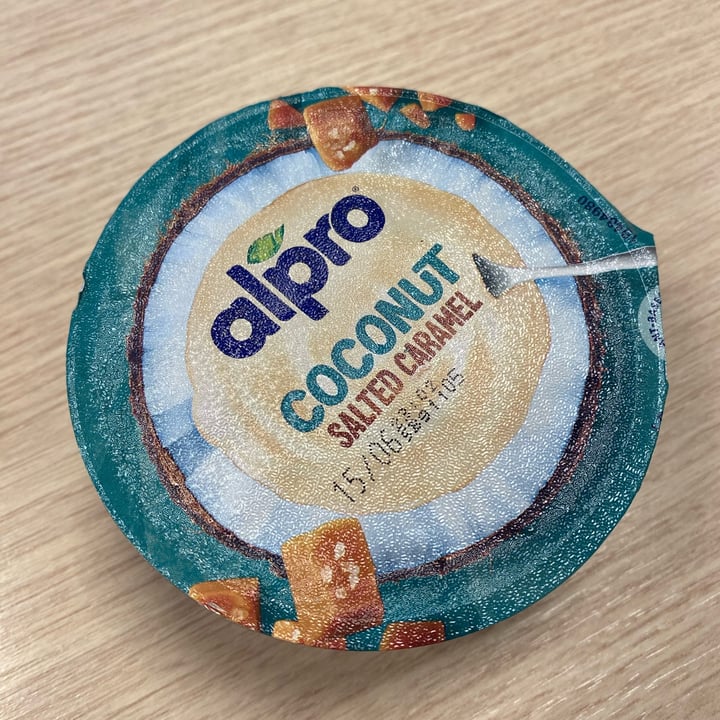 alpro®
COCONUT
SALTED CARAMEL
15/06